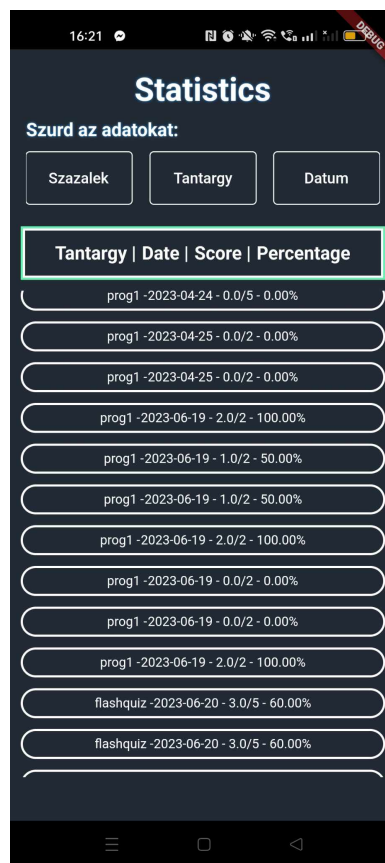 16:21
DEBUG
Statistics
Szurd az adatokat:
Szazalek
Tantargy
Datum
Tantargy | Date | Score | Percentage
prog1 -2023-04-24 - 0.0/5 - 0.00%
prog1 -2023-04-25 - 0.0/2 - 0.00%
prog1 -2023-04-25 - 0.0/2 - 0.00%
prog1 -2023-06-19 - 2.0/2 - 100.00%
prog1 -2023-06-19 - 1.0/2 - 50.00%
prog1 -2023-06-19 - 1.0/2 - 50.00%
prog1 -2023-06-19 - 2.0/2 - 100.00%
prog1 -2023-06-19 - 0.0/2 - 0.00%
prog1 -2023-06-19 - 0.0/2 - 0.00%
prog1 -2023-06-19 - 2.0/2 - 100.00%
flashquiz -2023-06-20 - 3.0/5 - 60.00%
flashquiz -2023-06-20 - 3.0/5 - 60.00%